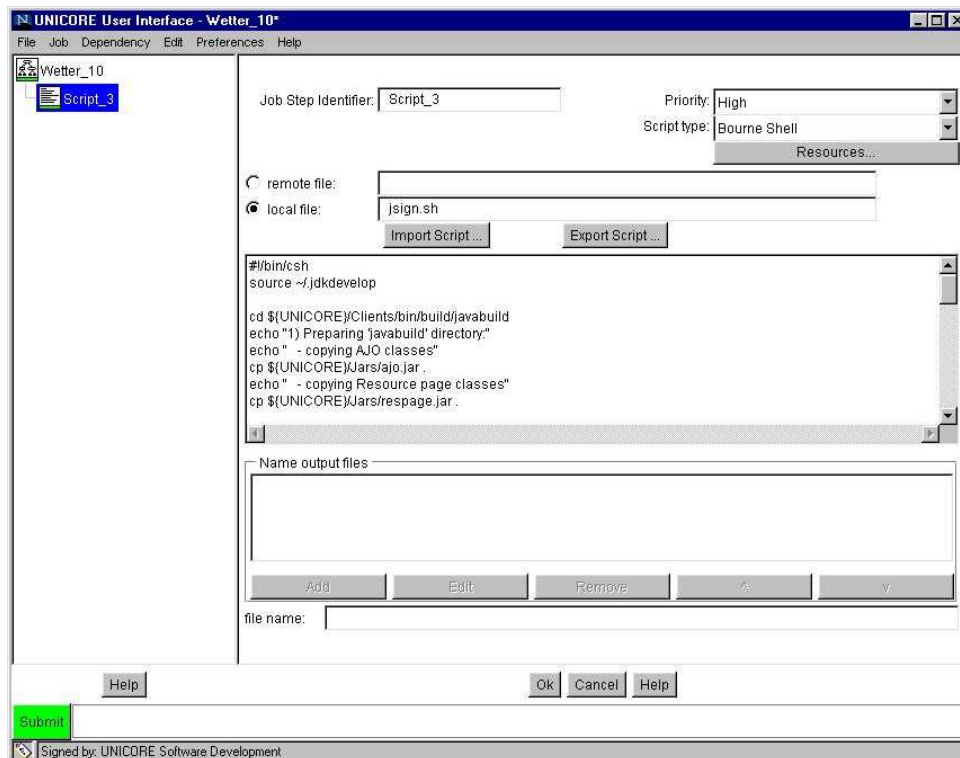 UNICORE User Interface - Wetter_10*
File Job Dependency Edit Preferences Help
Wetter_10
Script_3
Job Step Identifier: Script_3
Priority: High
Script type: Bourne Shell
Resources...
remote file:
local file: jsign.sh
Import Script ... Export Script ...
#!/bin/csh
source ~/.jdkdevelop
cd ${UNICORE}/Clients/bin/build/javabuild
echo "1) Preparing 'javabuild' directory:"
echo "   - copying AJO classes"
cp ${UNICORE}/Jars/ajo.jar .
echo "   - copying Resource page classes"
cp ${UNICORE}/Jars/respage.jar .
Name output files
Add Edit Remove ^ v
file name:
Help Ok Cancel Help
Submit
Signed by: UNICORE Software Development